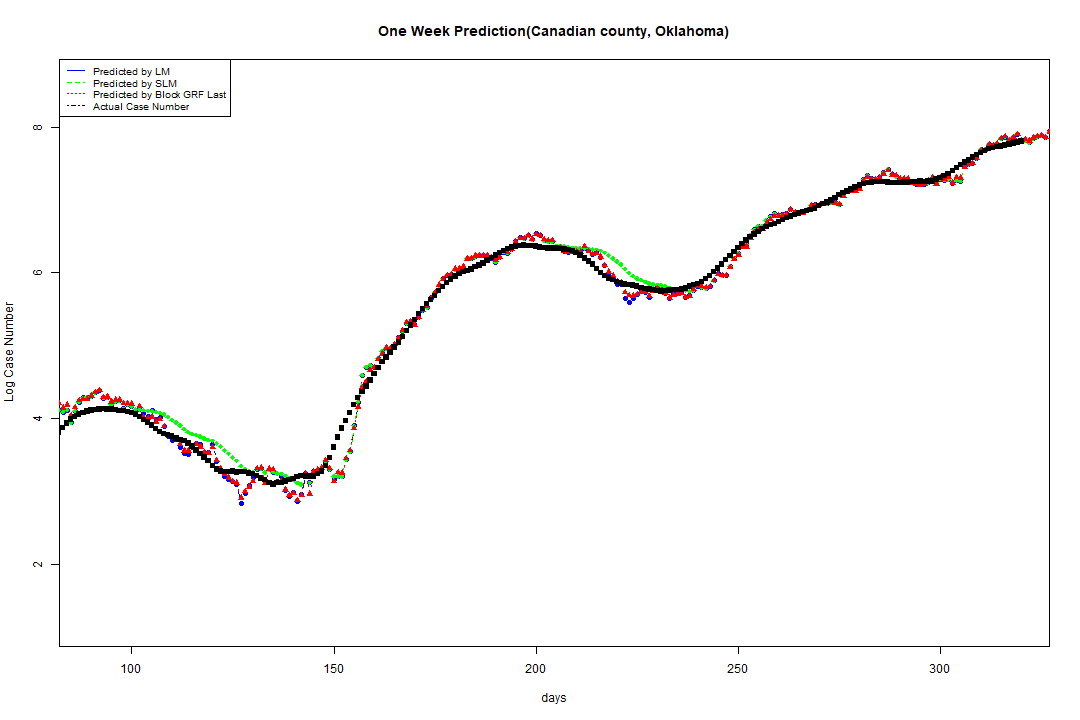 One Week Prediction(Canadian county, Oklahoma)
Predicted by LM
Predicted by SLM
Predicted by Block GRF Last
Actual Case Number
8
6
4
2
Log Case Number
100
150
200
250
300
days